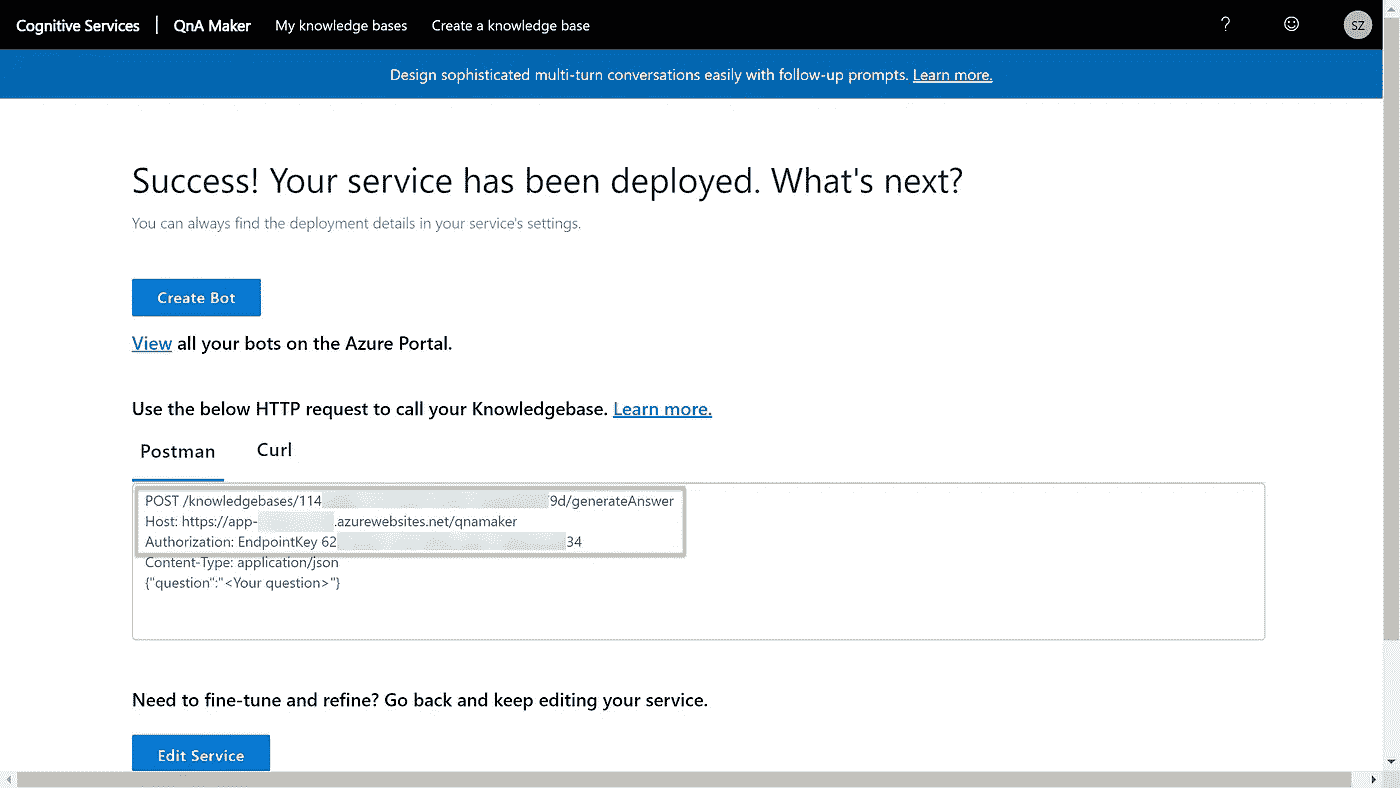 Cognitive Services | QnA Maker My knowledge bases Create a knowledge base ? SZ
Design sophisticated multi-turn conversations easily with follow-up prompts. Learn more.
Success! Your service has been deployed. What's next?
You can always find the deployment details in your service's settings.
Create Bot
View all your bots on the Azure Portal.
Use the below HTTP request to call your Knowledgebase. Learn more.
Postman Curl
POST /knowledgebases/114 9d/generateAnswer
Host: https://app- .azurewebsites.net/qnamaker
Authorization: EndpointKey 62 34
Content-Type: application/json
{"question":"<Your question>"}
Need to fine-tune and refine? Go back and keep editing your service.
Edit Service